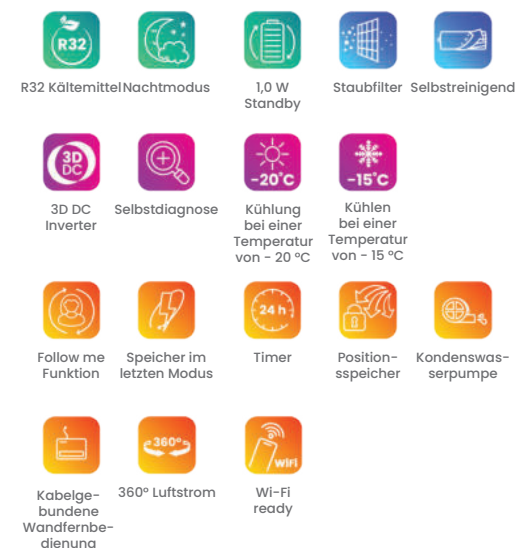 R32
R32 Kältemittel
Nachtmodus
1,0 W
Standby
Staubfilter
Selbstreinigend
3D
DC
-20°C
-15°C
3D DC
Inverter
Selbstdiagnose
Kühlung
bei einer
Temperatur
von - 20 °C
Kühlen
bei einer
Temperatur
von - 15 °C
24 h
Follow me
Funktion
Speicher im
letzten Modus
Timer
Position-
sspeicher
Kondenswas-
serpumpe
360°
WiFi
Kabelge-
bundene
Wandfernbe-
dienung
360° Luftstrom
Wi-Fi
ready